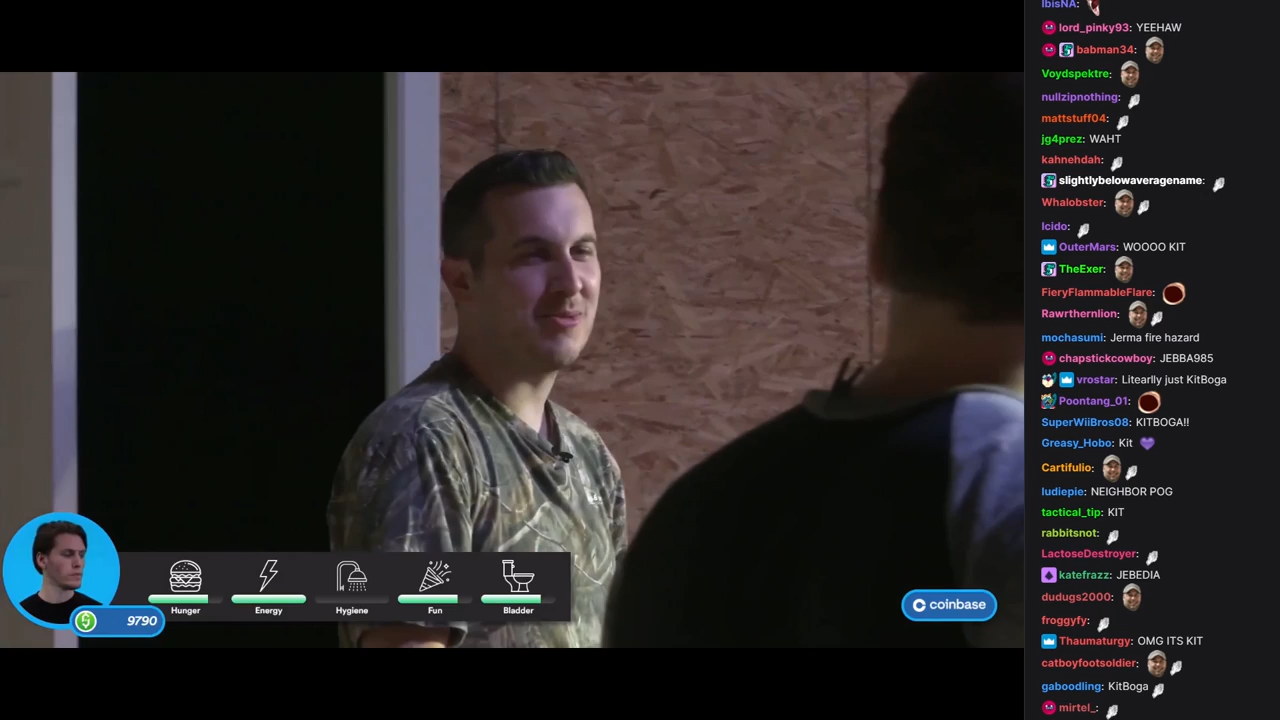 Hunger
Energy
Hygiene
Fun
Bladder
9790
coinbase
IbisNA:
lord_pinky93: YEEHAW
babman34:
Voydspektre:
nullzipnothing:
mattstuff04:
jg4prez: WAHT
kahnehdah:
slightlybelowaveragename:
Whalobster:
Icido:
OuterMars: WOOOO KIT
TheExer:
FieryFlammableFlare:
Rawrthernlion:
mochasumi: Jerma fire hazard
chapstickcowboy: JEBBA985
vrostar: Litearlly just KitBoga
Poontang_01:
SuperWiiBros08: KITBOGA!!
Greasy_Hobo: Kit
Cartifulio:
ludiepie: NEIGHBOR POG
tactical_tip: KIT
rabbitsnot:
LactoseDestroyer:
katefrazz: JEBEDIA
dudugs2000:
froggyfy:
Thaumaturgy: OMG ITS KIT
catboyfootsoldier:
gaboodling: KitBoga
mirtel_: